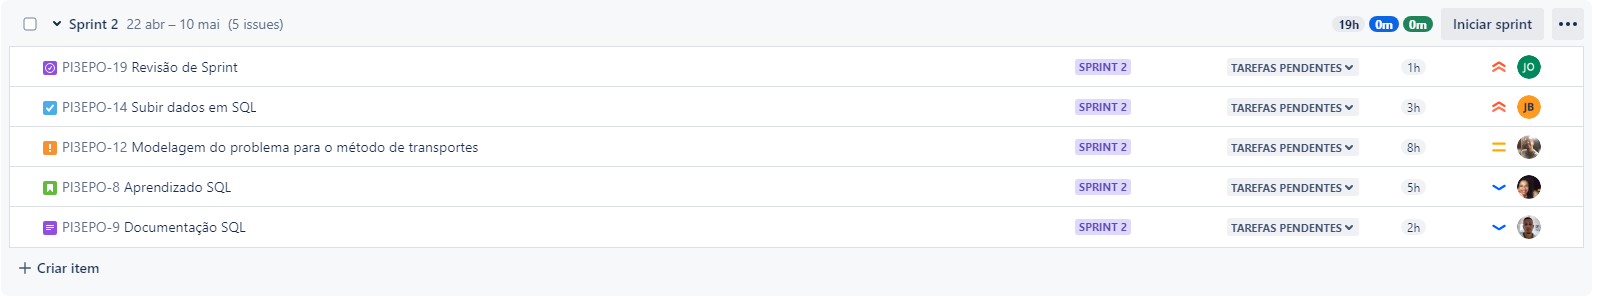 Sprint 2 22 abr – 10 mai (5 issues) 19h 0m 0m Iniciar sprint
PI3EPO-19 Revisão de Sprint SPRINT 2 TAREFAS PENDENTES 1h JO
PI3EPO-14 Subir dados em SQL SPRINT 2 TAREFAS PENDENTES 3h JB
PI3EPO-12 Modelagem do problema para o método de transportes SPRINT 2 TAREFAS PENDENTES 8h
PI3EPO-8 Aprendizado SQL SPRINT 2 TAREFAS PENDENTES 5h
PI3EPO-9 Documentação SQL SPRINT 2 TAREFAS PENDENTES 2h
Criar item